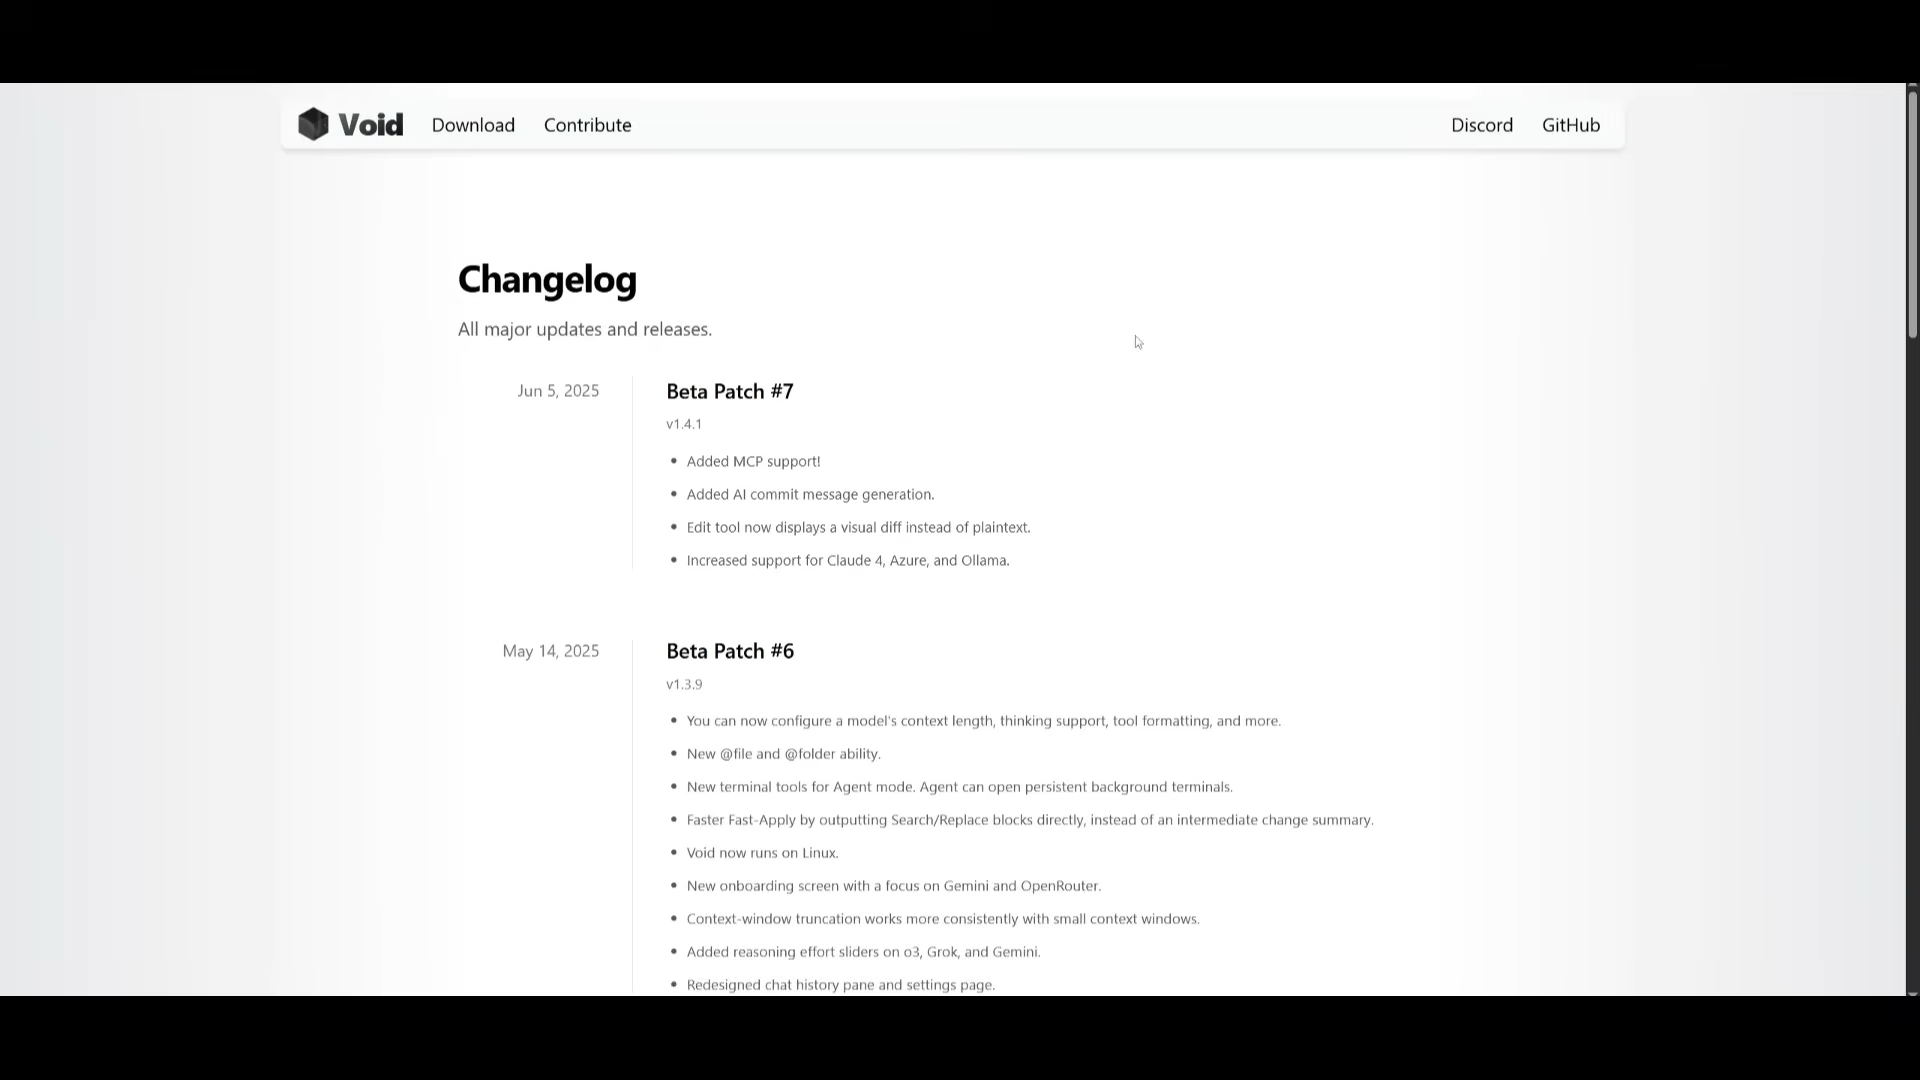 Void Download Contribute Discord GitHub
Changelog
All major updates and releases.
Jun 5, 2025
Beta Patch #7
v1.4.1
• Added MCP support!
• Added AI commit message generation.
• Edit tool now displays a visual diff instead of plaintext.
• Increased support for Claude 4, Azure, and Ollama.
May 14, 2025
Beta Patch #6
v1.3.9
• You can now configure a model's context length, thinking support, tool formatting, and more.
• New @file and @folder ability.
• New terminal tools for Agent mode. Agent can open persistent background terminals.
• Faster Fast-Apply by outputting Search/Replace blocks directly, instead of an intermediate change summary.
• Void now runs on Linux.
• New onboarding screen with a focus on Gemini and OpenRouter.
• Context-window truncation works more consistently with small context windows.
• Added reasoning effort sliders on o3, Grok, and Gemini.
• Redesigned chat history pane and settings page.